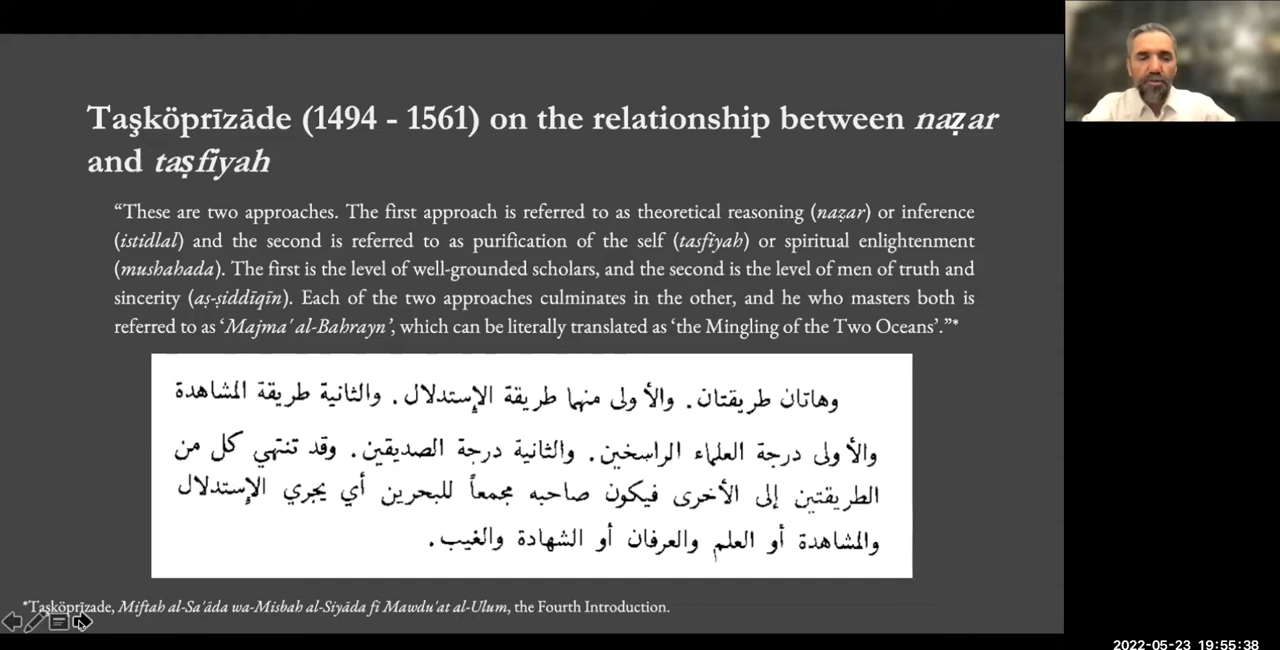 Taşköprīzāde (1494 - 1561) on the relationship between naẓar
and taṣfiyah
“These are two approaches. The first approach is referred to as theoretical reasoning (naẓar) or inference
(istidlal) and the second is referred to as purification of the self (tasfiyah) or spiritual enlightenment
(mushahada). The first is the level of well-grounded scholars, and the second is the level of men of truth and
sincerity (aṣ-ṣiddīqīn). Each of the two approaches culminates in the other, and he who masters both is
referred to as ‘Majma' al-Bahrayn’, which can be literally translated as ‘the Mingling of the Two Oceans’.”*
وهاتان طريقتان. والأولى منهما طريقة الإستدلال. والثانية طريقة المشاهدة
والأولى درجة العلماء الراسخين. والثانية درجة الصديقين. وقد تنتهي كل من
الطريقتين إلى الأخرى فيكون صاحبه مجمعاً للبحرين أي يجري الإستدلال
والمشاهدة أو العلم والعرفان أو الشهادة والغيب.
*Taşköprīzade, Miftah al-Sa'āda wa-Misbah al-Siyāda fi Mawdu'at al-Ulum, the Fourth Introduction.
2022-05-23 19:55:38